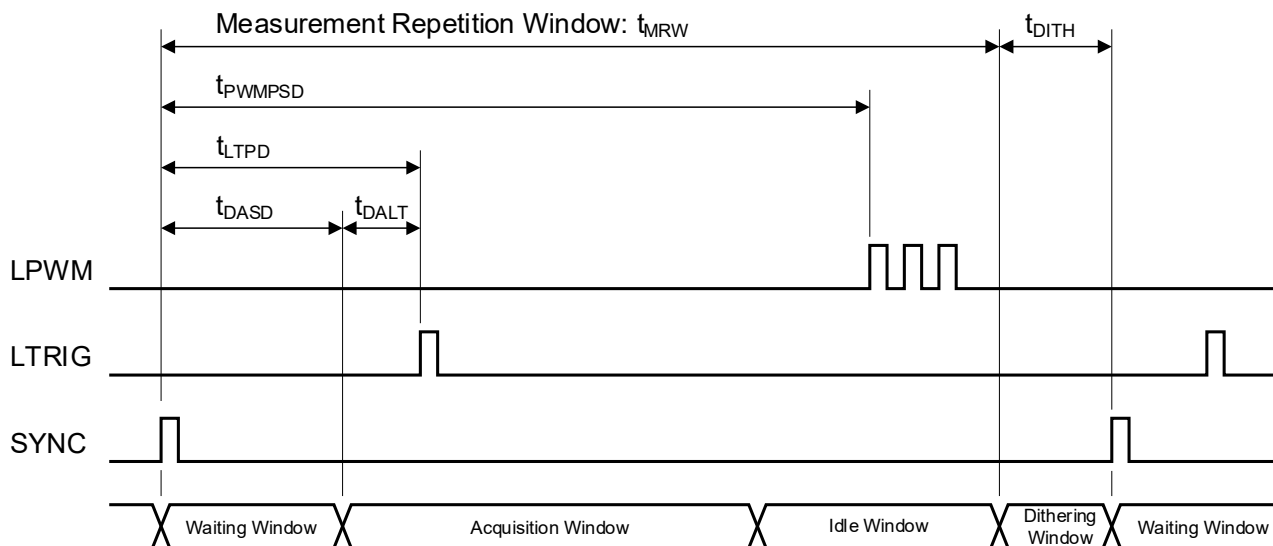 Measurement Repetition Window: tMRW
tDITH
tPWMPSD
tLTPD
tDASD
tDALT
LPWM
LTRIG
SYNC
Waiting Window
Acquisition Window
Idle Window
Dithering
Window
Waiting Window